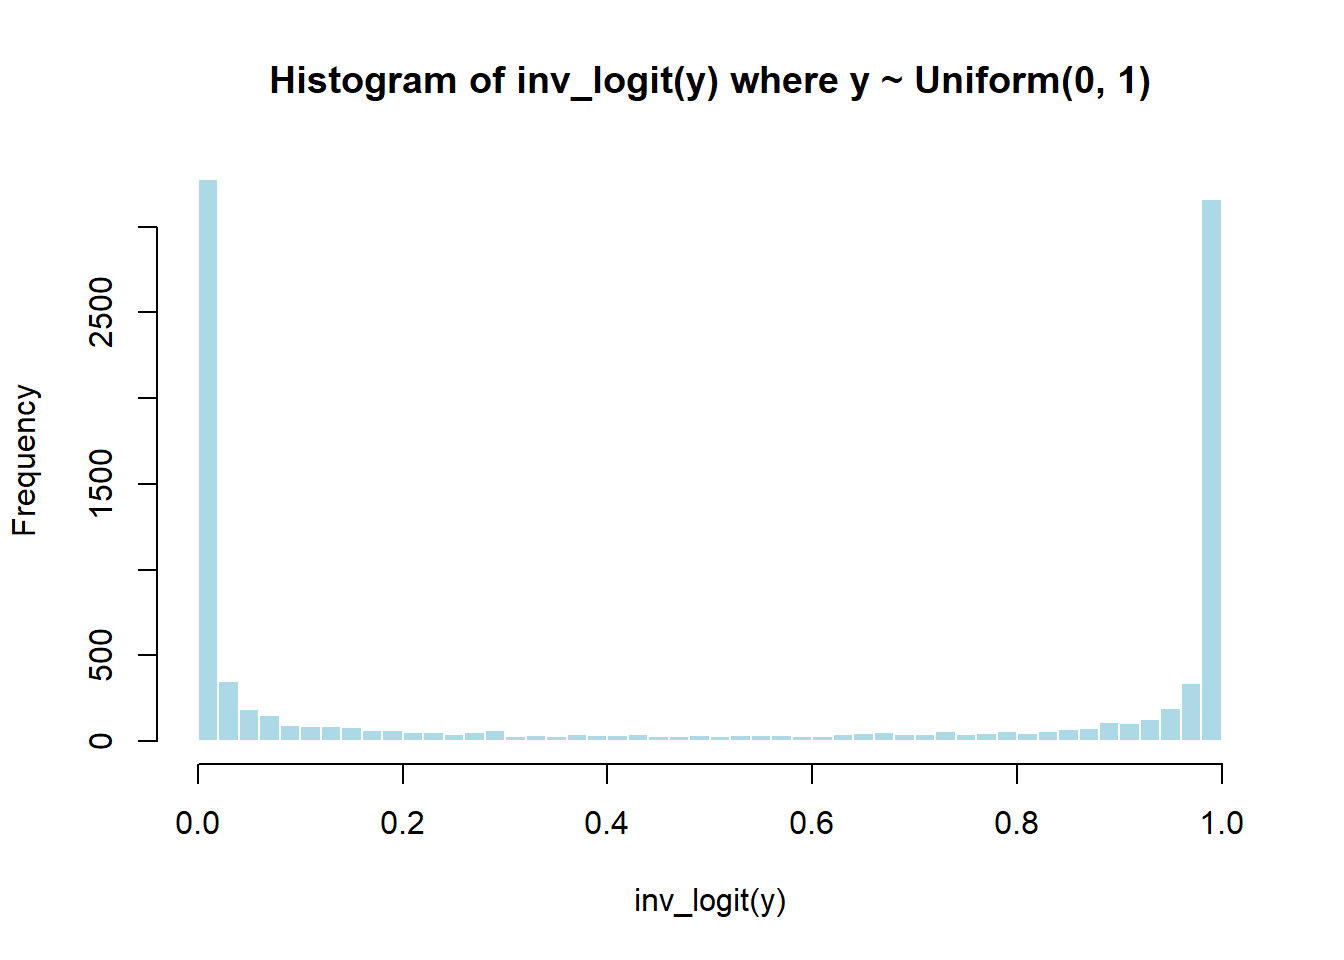 Histogram of inv_logit(y) where y ~ Uniform(0, 1)
Frequency
2500
1500
500
0
0.0 0.2 0.4 0.6 0.8 1.0
inv_logit(y)